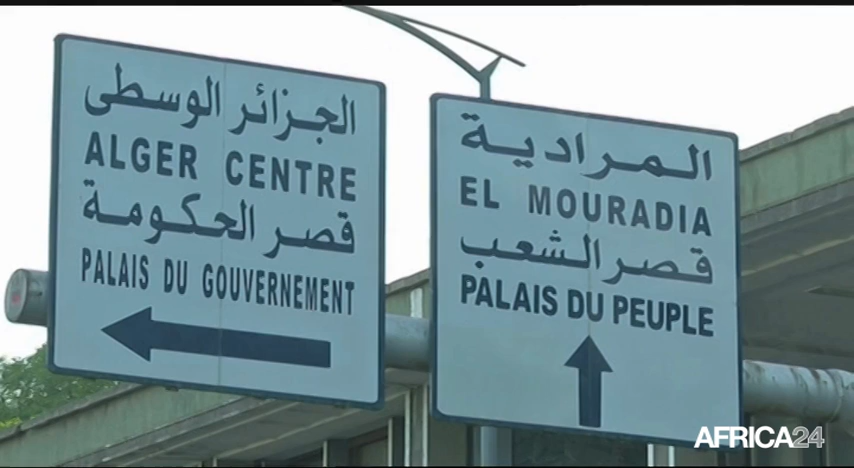 الجزائر الوسطى
ALGER CENTRE
قصر الحكومة
PALAIS DU GOUVERNEMENT
المرادية
EL MOURADIA
قصر الشعب
PALAIS DU PEUPLE
AFRICA24